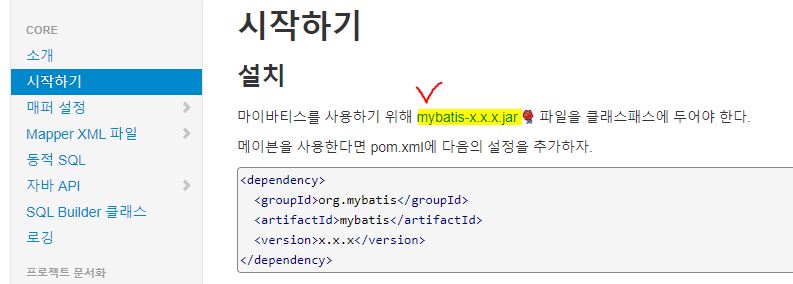 CORE
소개
시작하기
매퍼 설정
Mapper XML 파일
동적 SQL
자바 API
SQL Builder 클래스
로깅
프로젝트 문서화
시작하기
설치
마이바티스를 사용하기 위해 mybatis-x.x.x.jar 파일을 클래스패스에 두어야 한다.
메이븐을 사용한다면 pom.xml에 다음의 설정을 추가하자.
<dependency>
  <groupId>org.mybatis</groupId>
  <artifactId>mybatis</artifactId>
  <version>x.x.x</version>
</dependency>